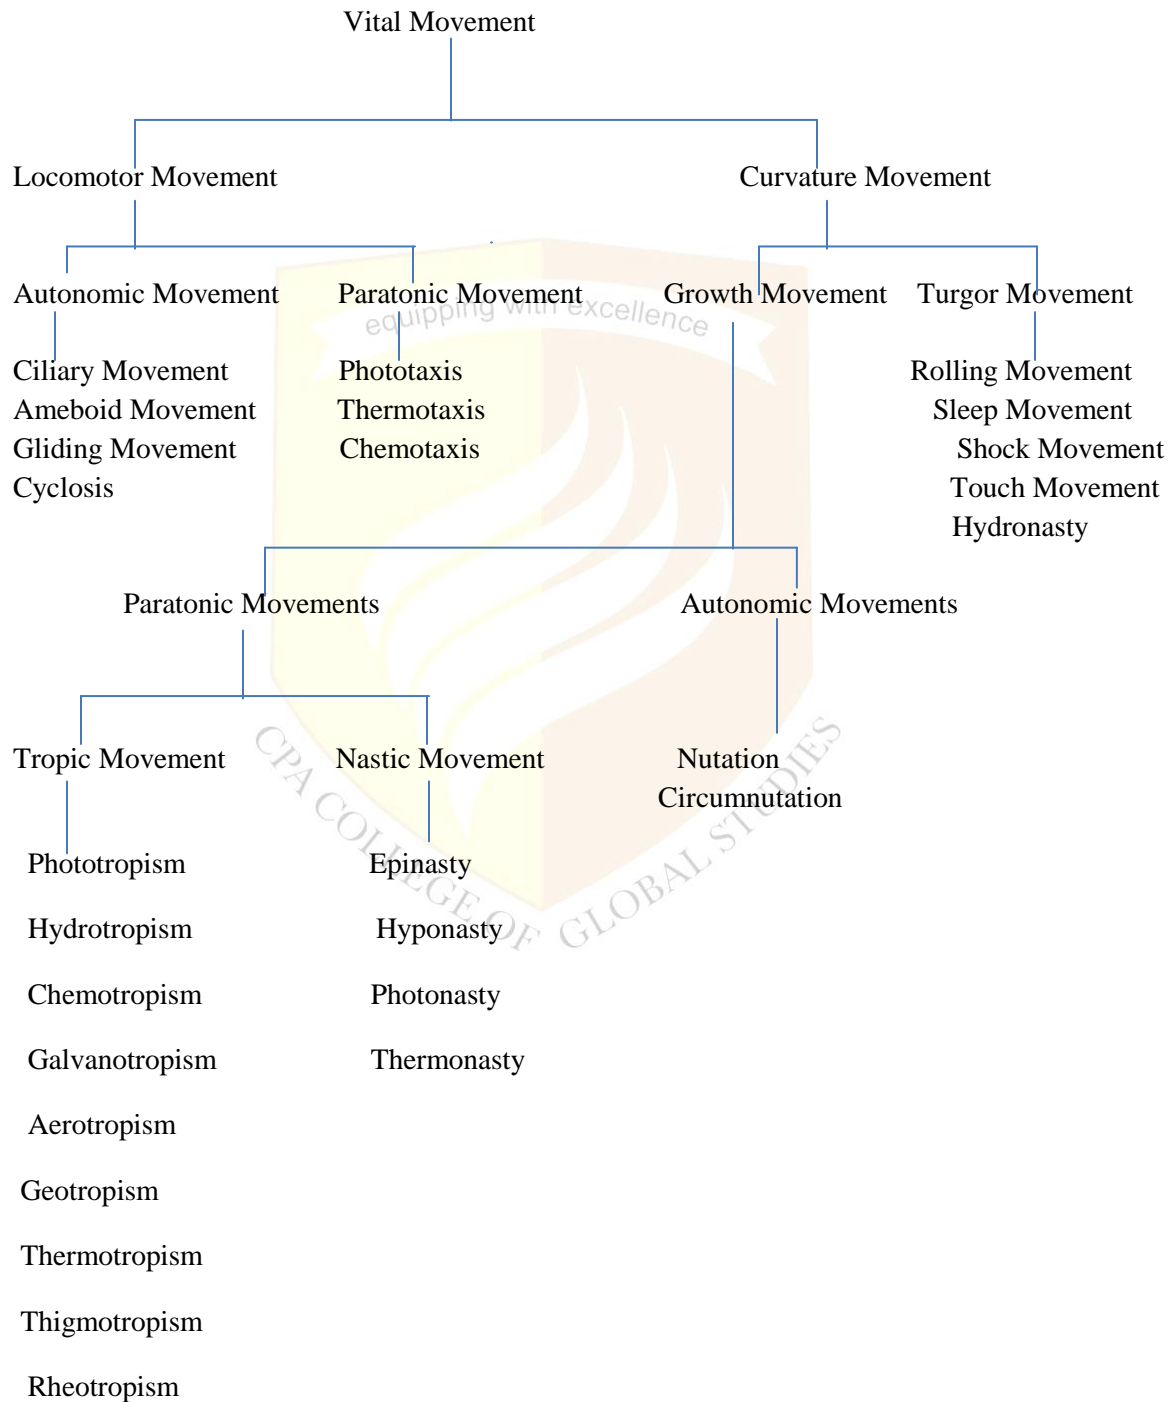 Vital Movement
Locomotor Movement Curvature Movement
Autonomic Movement Paratonic Movement Growth Movement Turgor Movement
equipping with excellence
Ciliary Movement Phototaxis Rolling Movement
Ameboid Movement Thermotaxis Sleep Movement
Gliding Movement Chemotaxis Shock Movement
Cyclosis Touch Movement
Hydronasty
Paratonic Movements Autonomic Movements
Tropic Movement Nastic Movement Nutation
Circumnutation
CPA COLLEGE OF GLOBAL STUDIES
Phototropism Epinasty
Hydrotropism Hyponasty
Chemotropism Photonasty
Galvanotropism Thermonasty
Aerotropism
Geotropism
Thermotropism
Thigmotropism
Rheotropism